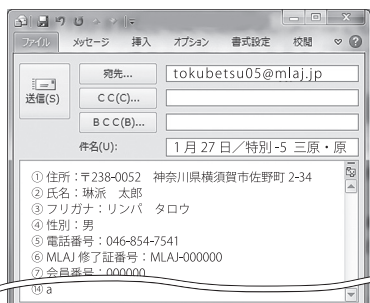 ファイル メッセージ 挿入 オプション 書式設定 校閲
宛先... tokubetsu05@mlaj.jp
送信(S)
CC(C)...
BCC(B)...
件名(U): 1月27日／特別-5 三原・原
①住所：〒238-0052 神奈川県横須賀市佐野町 2-34
②氏名：琳派 太郎
③フリガナ：リンパ タロウ
④性別：男
⑤電話番号：046-854-7541
⑥MLAJ 修了証番号：MLAJ-000000
⑦会員番号：000000
⑭a